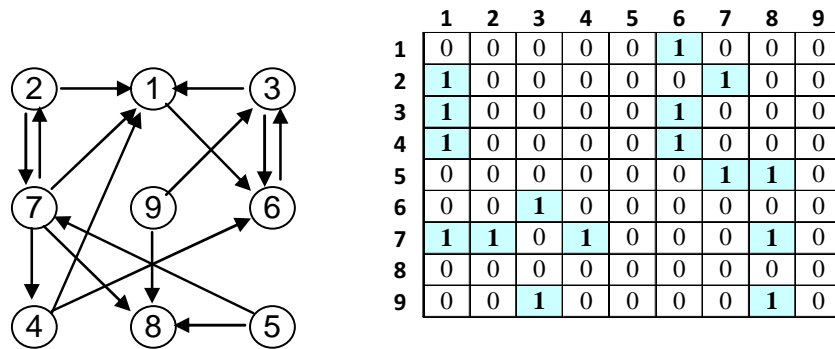 2 1 3
7 9 6
4 8 5
1 2 3 4 5 6 7 8 9
1 0 0 0 0 0 1 0 0 0
2 1 0 0 0 0 0 1 0 0
3 1 0 0 0 0 1 0 0 0
4 1 0 0 0 0 1 0 0 0
5 0 0 0 0 0 0 1 1 0
6 0 0 1 0 0 0 0 0 0
7 1 1 0 1 0 0 0 1 0
8 0 0 0 0 0 0 0 0 0
9 0 0 1 0 0 0 0 1 0